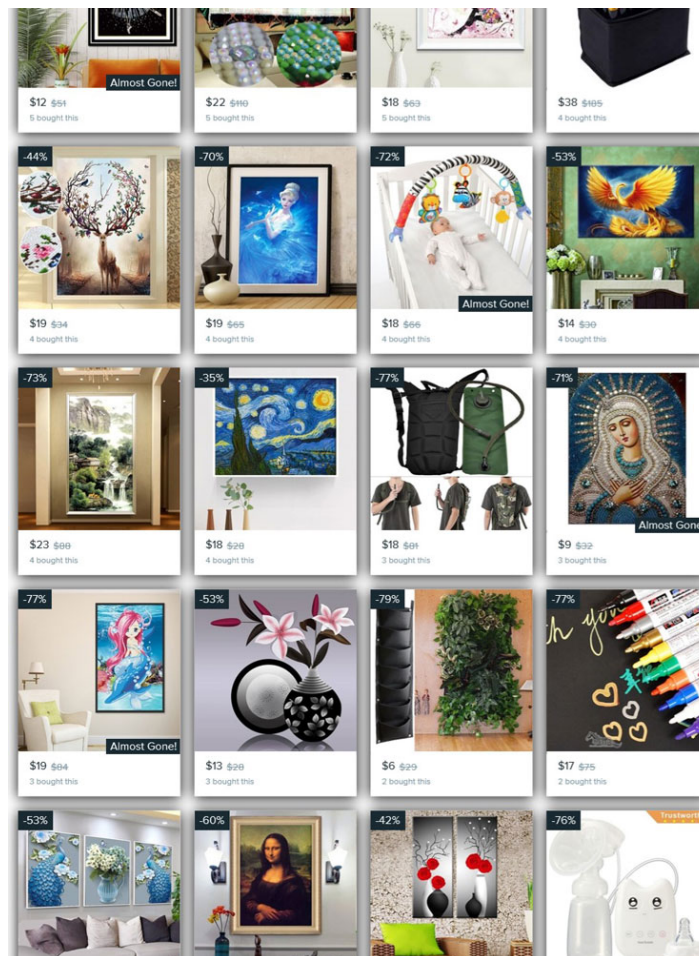 Almost Gone!
$12 $51
5 bought this
$22 $110
5 bought this
$18 $63
5 bought this
$38 $185
4 bought this
-44%
$19 $34
4 bought this
-70%
$19 $65
4 bought this
-72%
Almost Gone!
$18 $66
4 bought this
-53%
$14 $30
4 bought this
-73%
$23 $88
4 bought this
-35%
$18 $28
4 bought this
-77%
$18 $81
3 bought this
-71%
Almost Gone
$9 $32
3 bought this
-77%
Almost Gone!
$19 $84
3 bought this
-53%
$13 $28
3 bought this
-79%
$6 $29
2 bought this
-77%
you
$17 $75
2 bought this
-53%
-60%
-42%
-76%
Trustworth